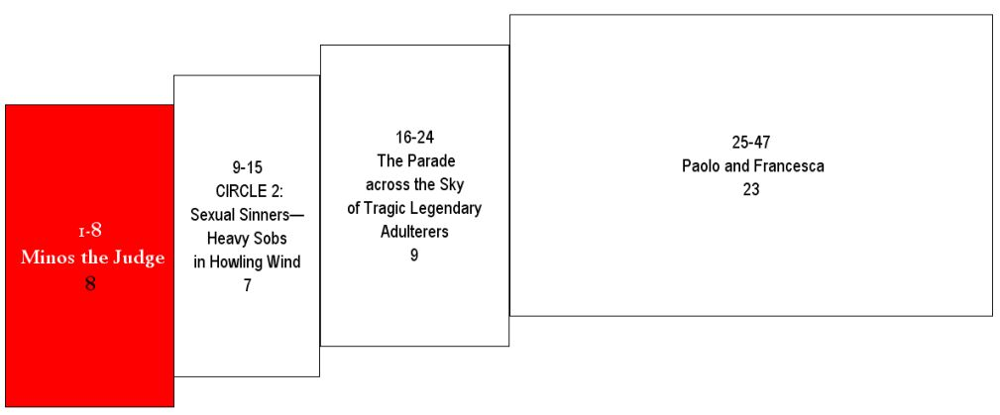 1-8
Minos the Judge
8
9-15
CIRCLE 2:
Sexual Sinners—
Heavy Sobs
in Howling Wind
7
16-24
The Parade
across the Sky
of Tragic Legendary
Adulterers
9
25-47
Paolo and Francesca
23